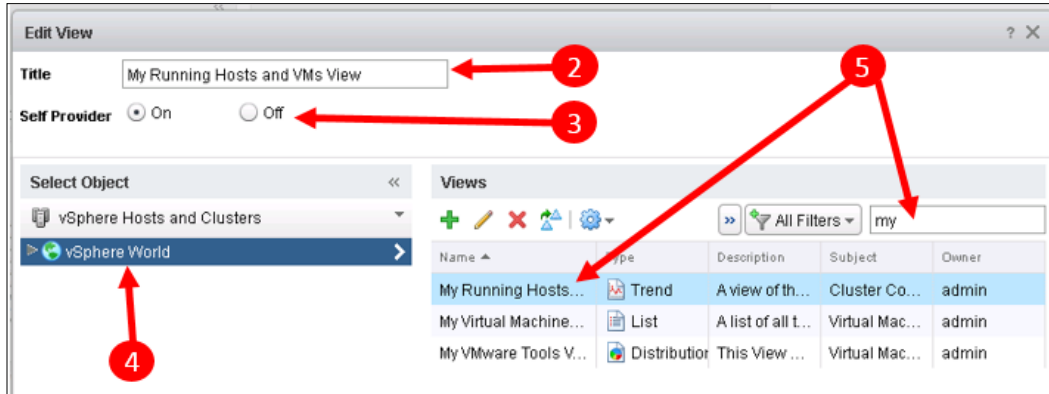 Edit View
?
Title
My Running Hosts and VMs View
2
5
Self Provider
On
Off
3
Select Object
«
Views
vSphere Hosts and Clusters
»
All Filters
my
vSphere World
Name
Type
Description
Subject
Owner
My Running Hosts...
Trend
A view of th...
Cluster Co...
admin
My Virtual Machine...
List
A list of all t...
Virtual Mac...
admin
4
My VMware Tools V...
Distribution
This View ...
Virtual Mac...
admin